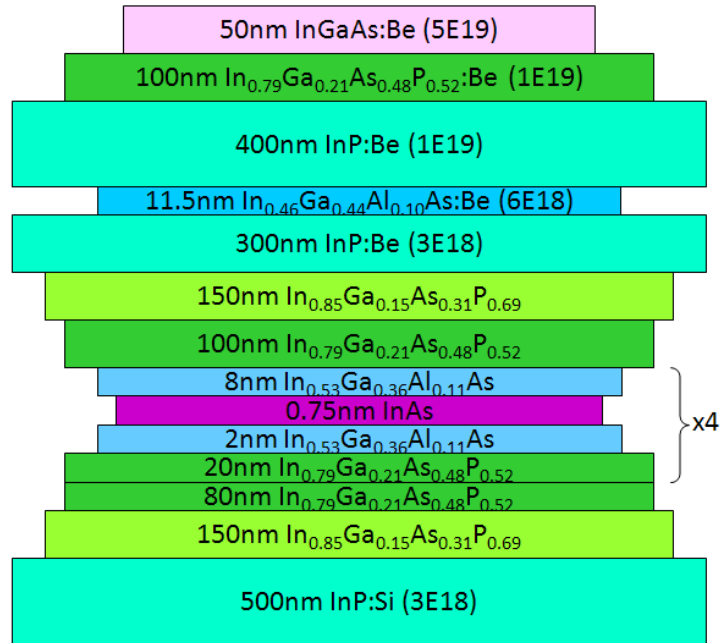 50nm InGaAs:Be (5E19)
100nm In₀.₇₉Ga₀.₂₁As₀.₄₈P₀.₅₂:Be (1E19)
400nm InP:Be (1E19)
11.5nm In₀.₄₆Ga₀.₄₄Al₀.₁₀As:Be (6E18)
300nm InP:Be (3E18)
150nm In₀.₈₅Ga₀.₁₅As₀.₃₁P₀.₆₉
100nm In₀.₇₉Ga₀.₂₁As₀.₄₈P₀.₅₂
8nm In₀.₅₃Ga₀.₃₆Al₀.₁₁As
0.75nm InAs
x4
2nm In₀.₅₃Ga₀.₃₆Al₀.₁₁As
20nm In₀.₇₉Ga₀.₂₁As₀.₄₈P₀.₅₂
80nm In₀.₇₉Ga₀.₂₁As₀.₄₈P₀.₅₂
150nm In₀.₈₅Ga₀.₁₅As₀.₃₁P₀.₆₉
500nm InP:Si (3E18)